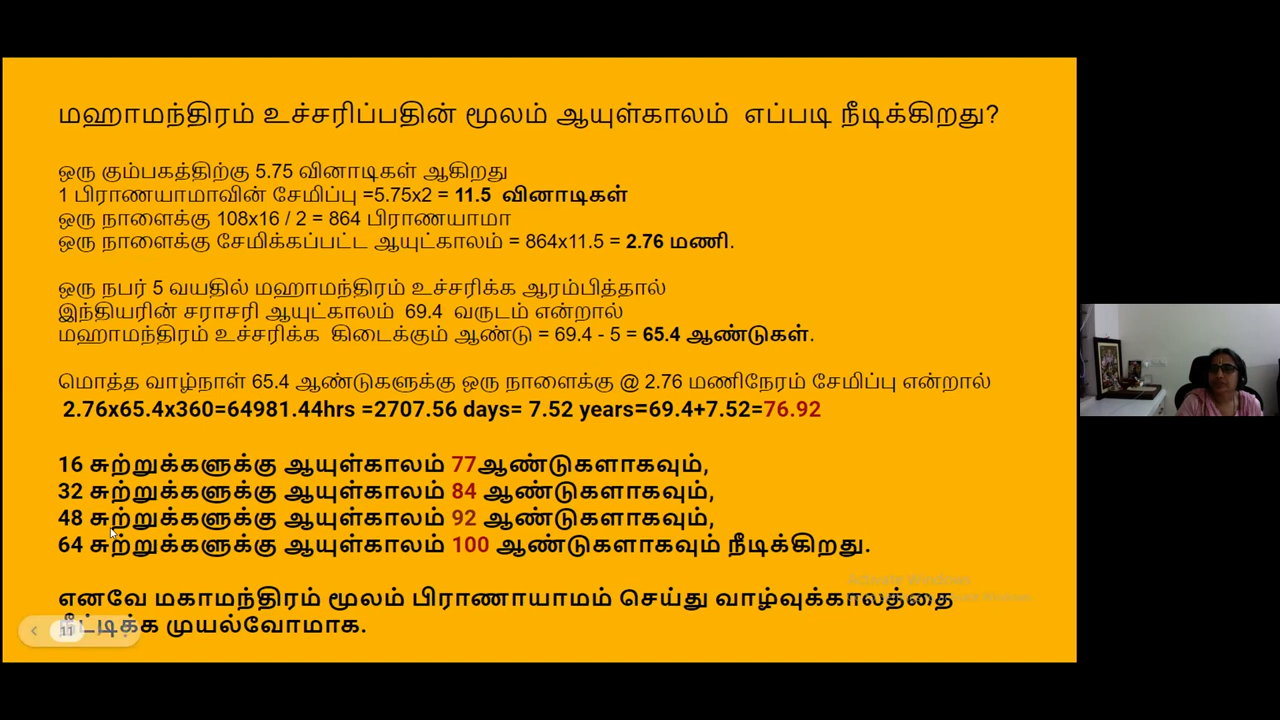 மஹாமந்திரம் உச்சரிப்பதின் மூலம் ஆயுள்காலம் எப்படி நீடிக்கிறது?
ஒரு கும்பகத்திற்கு 5.75 வினாடிகள் ஆகிறது
1 பிராணயாமாவின் சேமிப்பு =5.75x2 = 11.5 வினாடிகள்
ஒரு நாளைக்கு 108x16 / 2 = 864 பிராணயாமா
ஒரு நாளைக்கு சேமிக்கப்பட்ட ஆயுட்காலம் = 864x11.5 = 2.76 மணி.
ஒரு நபர் 5 வயதில் மஹாமந்திரம் உச்சரிக்க ஆரம்பித்தால்
இந்தியரின் சராசரி ஆயுட்காலம் 69.4 வருடம் என்றால்
மஹாமந்திரம் உச்சரிக்க கிடைக்கும் ஆண்டு = 69.4 - 5 = 65.4 ஆண்டுகள்.
மொத்த வாழ்நாள் 65.4 ஆண்டுகளுக்கு ஒரு நாளைக்கு @ 2.76 மணிநேரம் சேமிப்பு என்றால்
2.76x65.4x360=64981.44hrs =2707.56 days= 7.52 years=69.4+7.52=76.92
16 சுற்றுக்களுக்கு ஆயுள்காலம் 77ஆண்டுகளாகவும்,
32 சுற்றுக்களுக்கு ஆயுள்காலம் 84 ஆண்டுகளாகவும்,
48 சுற்றுக்களுக்கு ஆயுள்காலம் 92 ஆண்டுகளாகவும்,
64 சுற்றுக்களுக்கு ஆயுள்காலம் 100 ஆண்டுகளாகவும் நீடிக்கிறது.
Activate Windows
எனவே மகாமந்திரம் மூலம் பிராணாயாமம் செய்து வாழ்வுக்காலத்தை
நீட்டிக்க முயல்வோமாக.
11